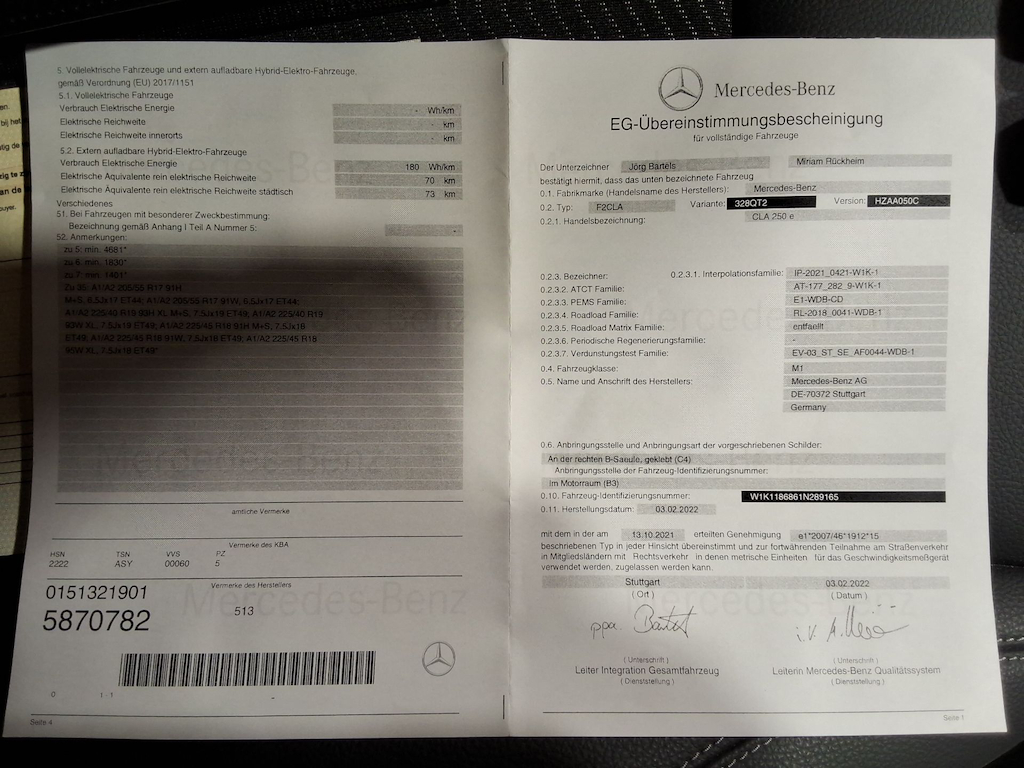 5. Vollelektrische Fahrzeuge und extern aufladbare Hybrid-Elektro-Fahrzeuge,
gemäß Verordnung (EU) 2017/1151
5.1. Vollelektrische Fahrzeuge
Verbrauch Elektrische Energie - Wh/km
Elektrische Reichweite - km
Elektrische Reichweite innerorts - km
5.2. Extern aufladbare Hybrid-Elektro-Fahrzeuge
Verbrauch Elektrische Energie 180 Wh/km
Elektrische Äquivalente rein elektrische Reichweite 70 km
Elektrische Äquivalente rein elektrische Reichweite städtisch 73 km
Verschiedenes
51. Bei Fahrzeugen mit besonderer Zweckbestimmung:
Bezeichnung gemäß Anhang I Teil A Nummer 5: -
52. Anmerkungen:
zu 5: min. 4681*
zu 6: min. 1830*
zu 7: min. 1401*
Zu 35: A1/A2 205/55 R17 91H
M+S, 6.5Jx17 ET44; A1/A2 205/55 R17 91W, 6.5Jx17 ET44;
A1/A2 225/40 R19 93H XL M+S, 7.5Jx19 ET49; A1/A2 225/40 R19
93W XL, 7.5Jx19 ET49; A1/A2 225/45 R18 91H M+S, 7.5Jx18
ET49; A1/A2 225/45 R18 91W, 7.5Jx18 ET49; A1/A2 225/45 R18
95W XL, 7.5Jx18 ET49*
amtliche Vermerke
Vermerke des KBA
HSN TSN VVS PZ
2222 ASY 00060 5
Vermerke des Herstellers
0151321901
513
5870782
0 1 - 1 -
Seite 4
Mercedes-Benz
EG-Übereinstimmungsbescheinigung
für vollständige Fahrzeuge
Der Unterzeichner Jörg Bartels Miriam Rückheim
bestätigt hiermit, dass das unten bezeichnete Fahrzeug
0.1. Fabrikmarke (Handelsname des Herstellers): Mercedes-Benz
0.2. Typ: F2CLA Variante: 328QT2 Version: HZAA050C
0.2.1. Handelsbezeichnung: CLA 250 e
0.2.3. Bezeichner: 0.2.3.1. Interpolationsfamilie: IP-2021_0421-W1K-1
0.2.3.2. ATCT Familie: AT-177_282_9-W1K-1
0.2.3.3. PEMS Familie: E1-WDB-CD
0.2.3.4. Roadload Familie: RL-2018_0041-WDB-1
0.2.3.5. Roadload Matrix Familie: entfaellt
0.2.3.6. Periodische Regenerierungsfamilie: -
0.2.3.7. Verdunstungstest Familie: EV-03_ST_SE_AF0044-WDB-1
0.4. Fahrzeugklasse: M1
0.5. Name und Anschrift des Herstellers: Mercedes-Benz AG
DE-70372 Stuttgart
Germany
0.6. Anbringungsstelle und Anbringungsart der vorgeschriebenen Schilder:
An der rechten B-Saeule, geklebt (C4)
Anbringungsstelle der Fahrzeug-Identifizierungsnummer:
Im Motorraum (B3)
0.10. Fahrzeug-Identifizierungsnummer: W1K1186861N289165
0.11. Herstellungsdatum: 03.02.2022
mit dem in der am 13.10.2021 erteilten Genehmigung e1*2007/46*1912*15
beschriebenen Typ in jeder Hinsicht übereinstimmt und zur fortwährenden Teilnahme am Straßenverkehr
in Mitgliedsländern mit Rechtsverkehr in denen metrische Einheiten für das Geschwindigkeitsmeßgerät
verwendet werden, zugelassen werden kann.
Stuttgart 03.02.2022
( Ort ) ( Datum )
ppa.
i.V.
( Unterschrift ) ( Unterschrift )
Leiter Integration Gesamtfahrzeug Leiterin Mercedes-Benz Qualitätssystem
( Dienststellung ) ( Dienststellung )
Seite 1